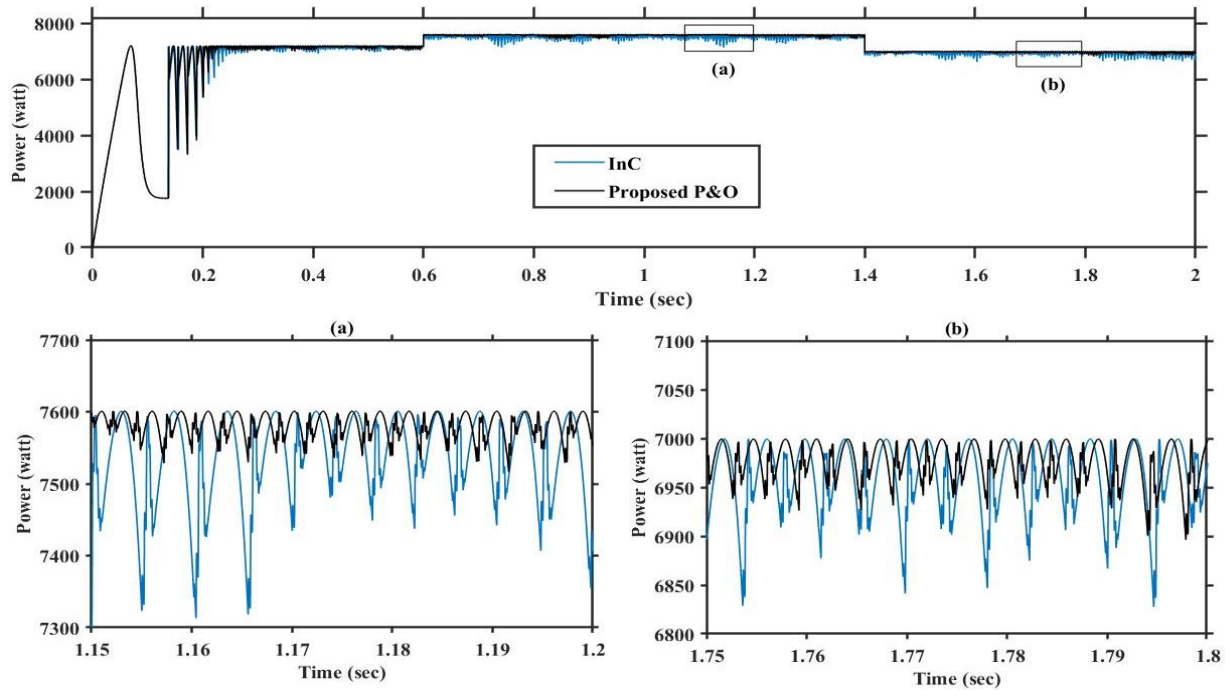 8000
6000
4000
2000
0
Power (watt)
(a)
(b)
InC
Proposed P&O
0 0.2 0.4 0.6 0.8 1 1.2 1.4 1.6 1.8 2
Time (sec)
(a)
7700
7600
7500
7400
7300
Power (watt)
1.15 1.16 1.17 1.18 1.19 1.2
Time (sec)
(b)
7100
7050
7000
6950
6900
6850
6800
Power (watt)
1.75 1.76 1.77 1.78 1.79 1.8
Time (sec)